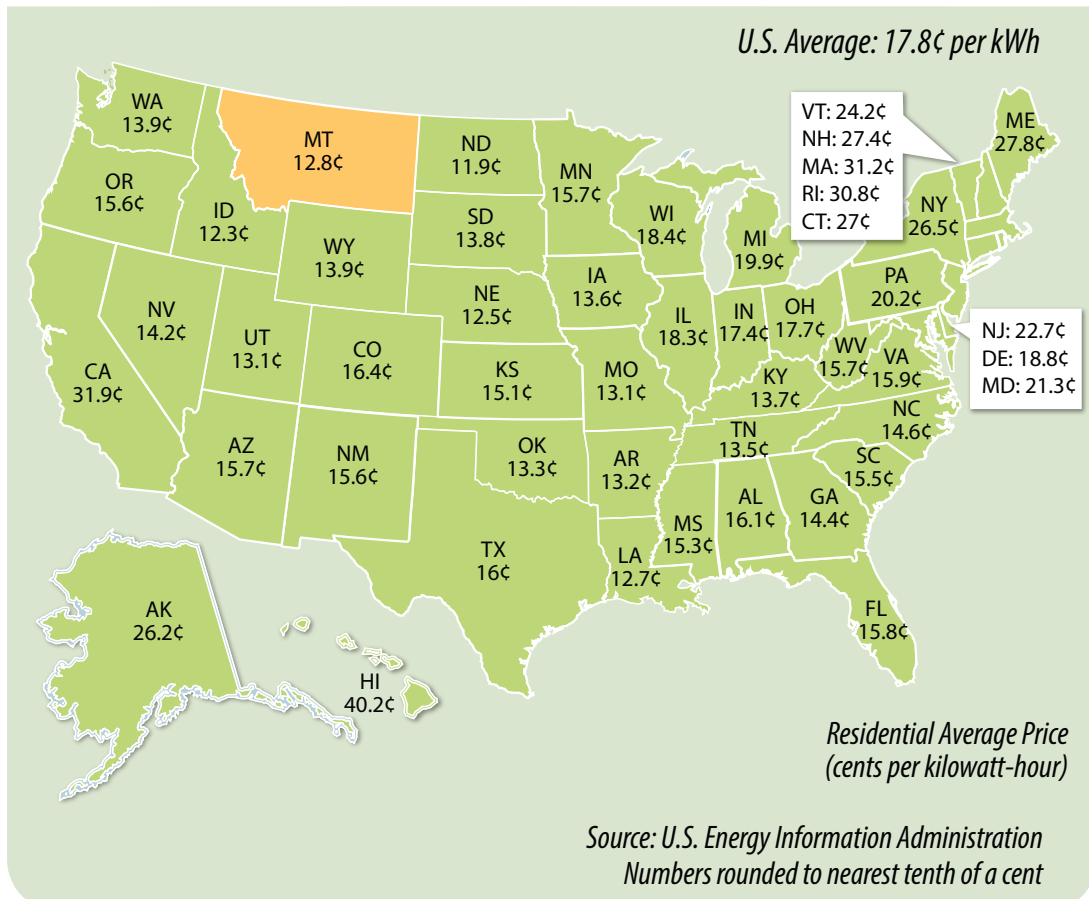 U.S. Average: 17.8¢ per kWh
WA
13.9¢
MT
12.8¢
ND
11.9¢
MN
15.7¢
VT: 24.2¢
NH: 27.4¢
MA: 31.2¢
RI: 30.8¢
CT: 27¢
ME
27.8¢
OR
15.6¢
ID
12.3¢
WY
13.9¢
SD
13.8¢
WI
18.4¢
MI
19.9¢
NY
26.5¢
NV
14.2¢
UT
13.1¢
CO
16.4¢
NE
12.5¢
IA
13.6¢
IL
18.3¢
IN
17.4¢
OH
17.7¢
PA
20.2¢
NJ: 22.7¢
DE: 18.8¢
MD: 21.3¢
CA
31.9¢
KS
15.1¢
MO
13.1¢
KY
13.7¢
WV
15.7¢
VA
15.9¢
AZ
15.7¢
NM
15.6¢
OK
13.3¢
AR
13.2¢
TN
13.5¢
NC
14.6¢
SC
15.5¢
TX
16¢
LA
12.7¢
MS
15.3¢
AL
16.1¢
GA
14.4¢
FL
15.8¢
AK
26.2¢
HI
40.2¢
Residential Average Price
(cents per kilowatt-hour)
Source: U.S. Energy Information Administration
Numbers rounded to nearest tenth of a cent